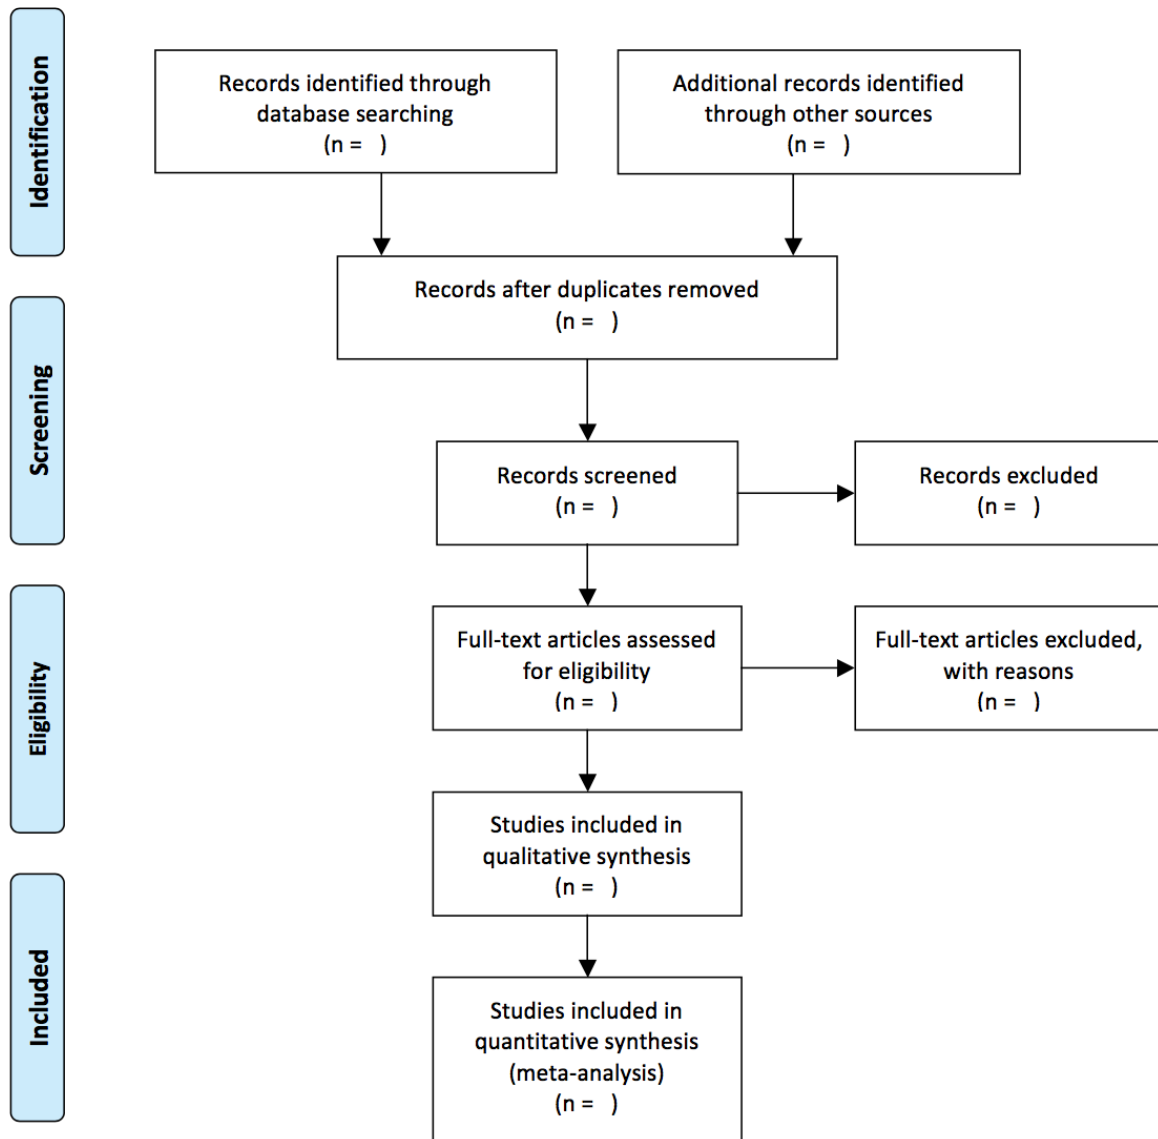 Identification
Records identified through
database searching
(n =   )
Additional records identified
through other sources
(n =   )
Records after duplicates removed
(n =   )
Screening
Records screened
(n =   )
Records excluded
(n =   )
Eligibility
Full-text articles assessed
for eligibility
(n =   )
Full-text articles excluded,
with reasons
(n =   )
Studies included in
qualitative synthesis
(n =   )
Included
Studies included in
quantitative synthesis
(meta-analysis)
(n =   )